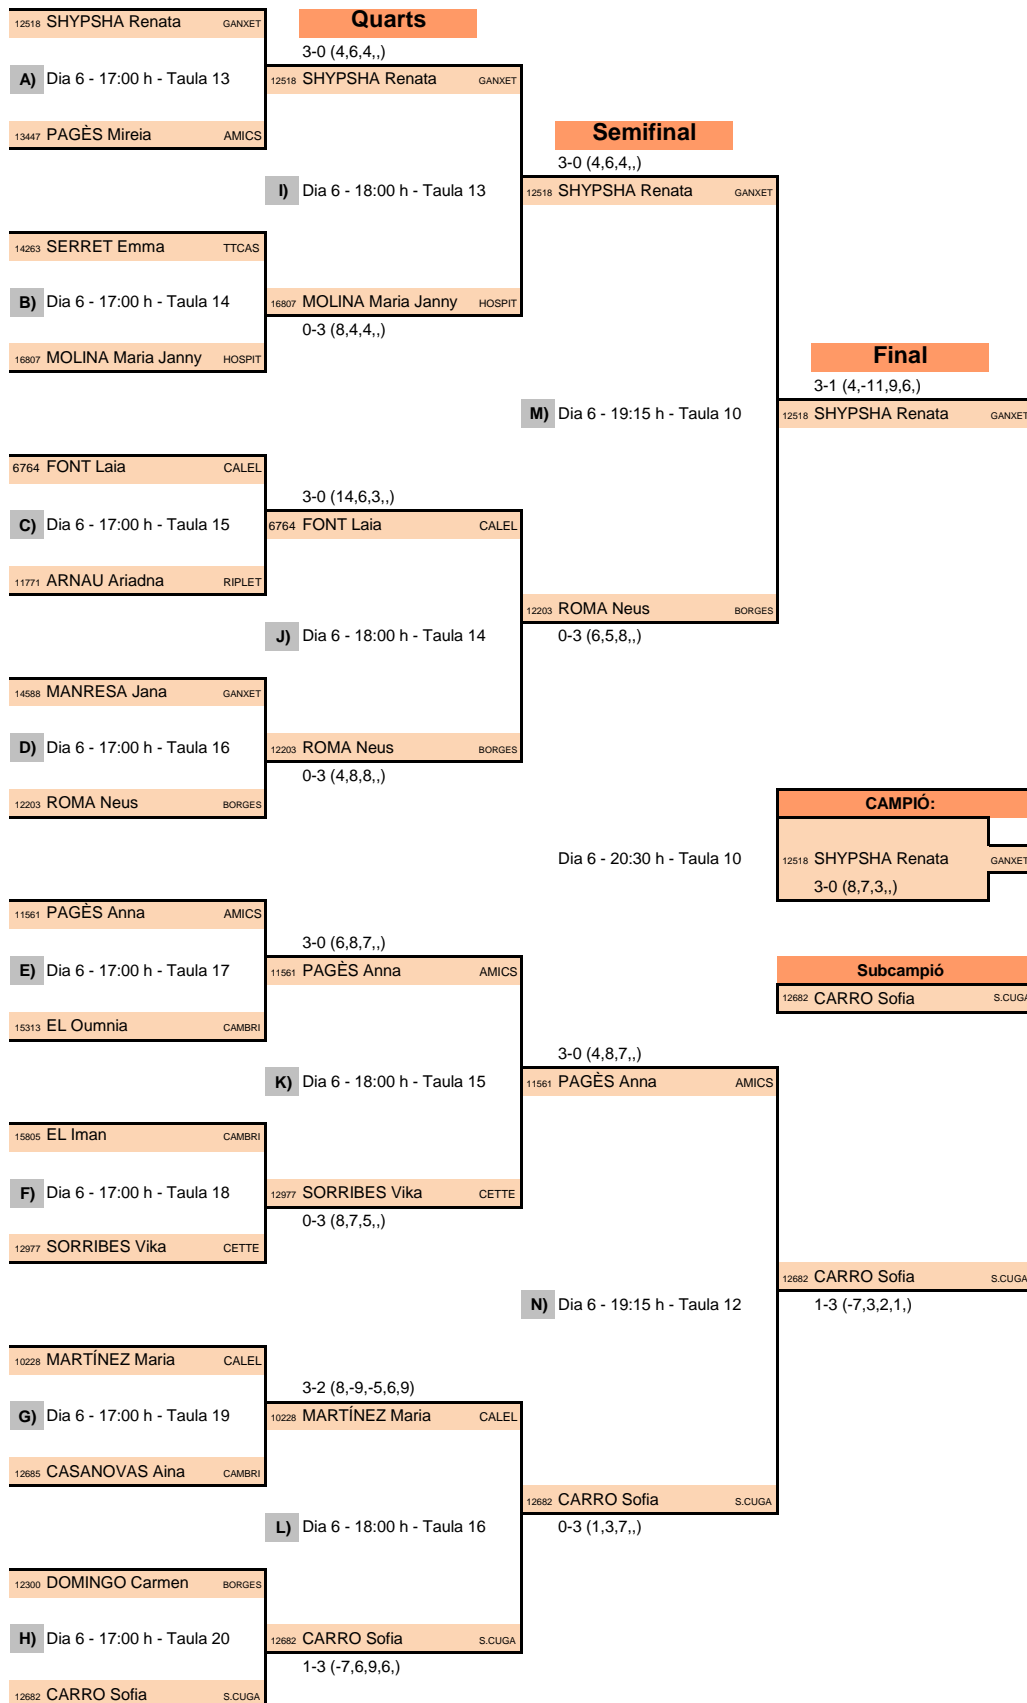 12518 SHYPSHA Renata GANXET
Quarts
3-0 (4,6,4,,)
A) Dia 6 - 17:00 h - Taula 13
12518 SHYPSHA Renata GANXET
13447 PAGÈS Mireia AMICS
Semifinal
3-0 (4,6,4,,)
I) Dia 6 - 18:00 h - Taula 13
12518 SHYPSHA Renata GANXET
14263 SERRET Emma TTCAS
B) Dia 6 - 17:00 h - Taula 14
16807 MOLINA Maria Janny HOSPIT
0-3 (8,4,4,,)
16807 MOLINA Maria Janny HOSPIT
Final
3-1 (4,-11,9,6,)
M) Dia 6 - 19:15 h - Taula 10
12518 SHYPSHA Renata GANXET
6764 FONT Laia CALEL
3-0 (14,6,3,,)
C) Dia 6 - 17:00 h - Taula 15
6764 FONT Laia CALEL
11771 ARNAU Ariadna RIPLET
12203 ROMA Neus BORGES
J) Dia 6 - 18:00 h - Taula 14
0-3 (6,5,8,,)
14588 MANRESA Jana GANXET
D) Dia 6 - 17:00 h - Taula 16
12203 ROMA Neus BORGES
0-3 (4,8,8,,)
12203 ROMA Neus BORGES
CAMPIÓ:
Dia 6 - 20:30 h - Taula 10
12518 SHYPSHA Renata GANXET
3-0 (8,7,3,,)
11561 PAGÈS Anna AMICS
3-0 (6,8,7,,)
E) Dia 6 - 17:00 h - Taula 17
11561 PAGÈS Anna AMICS
Subcampió
12682 CARRO Sofia S.CUGA
15313 EL Oumnia CAMBRI
3-0 (4,8,7,,)
K) Dia 6 - 18:00 h - Taula 15
11561 PAGÈS Anna AMICS
15805 EL Iman CAMBRI
F) Dia 6 - 17:00 h - Taula 18
12977 SORRIBES Vika CETTE
0-3 (8,7,5,,)
12977 SORRIBES Vika CETTE
12682 CARRO Sofia S.CUGA
N) Dia 6 - 19:15 h - Taula 12
1-3 (-7,3,2,1,)
10228 MARTÍNEZ Maria CALEL
3-2 (8,-9,-5,6,9)
G) Dia 6 - 17:00 h - Taula 19
10228 MARTÍNEZ Maria CALEL
12685 CASANOVAS Aina CAMBRI
12682 CARRO Sofia S.CUGA
L) Dia 6 - 18:00 h - Taula 16
0-3 (1,3,7,,)
12300 DOMINGO Carmen BORGES
H) Dia 6 - 17:00 h - Taula 20
12682 CARRO Sofia S.CUGA
1-3 (-7,6,9,6,)
12682 CARRO Sofia S.CUGA